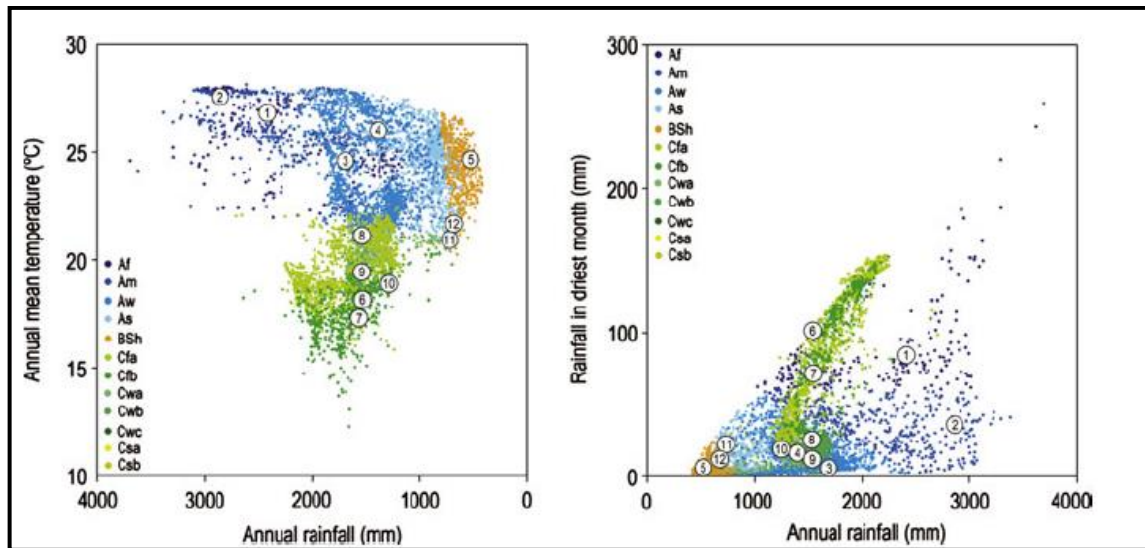 30
25
20
15
10
Annual mean temperature (ºC)
Af
Am
Aw
As
BSh
Cfa
Cfb
Cwa
Cwb
Cwc
Csa
Csb
2
1
4
3
5
12
11
8
9
10
6
7
4000 3000 2000 1000 0
Annual rainfall (mm)
300
200
100
0
Rainfall in driest month (mm)
Af
Am
Aw
As
BSh
Cfa
Cfb
Cwa
Cwb
Cwc
Csa
Csb
6
1
7
2
11
8
10
4
12
9
5
3
0 1000 2000 3000 4000
Annual rainfall (mm)